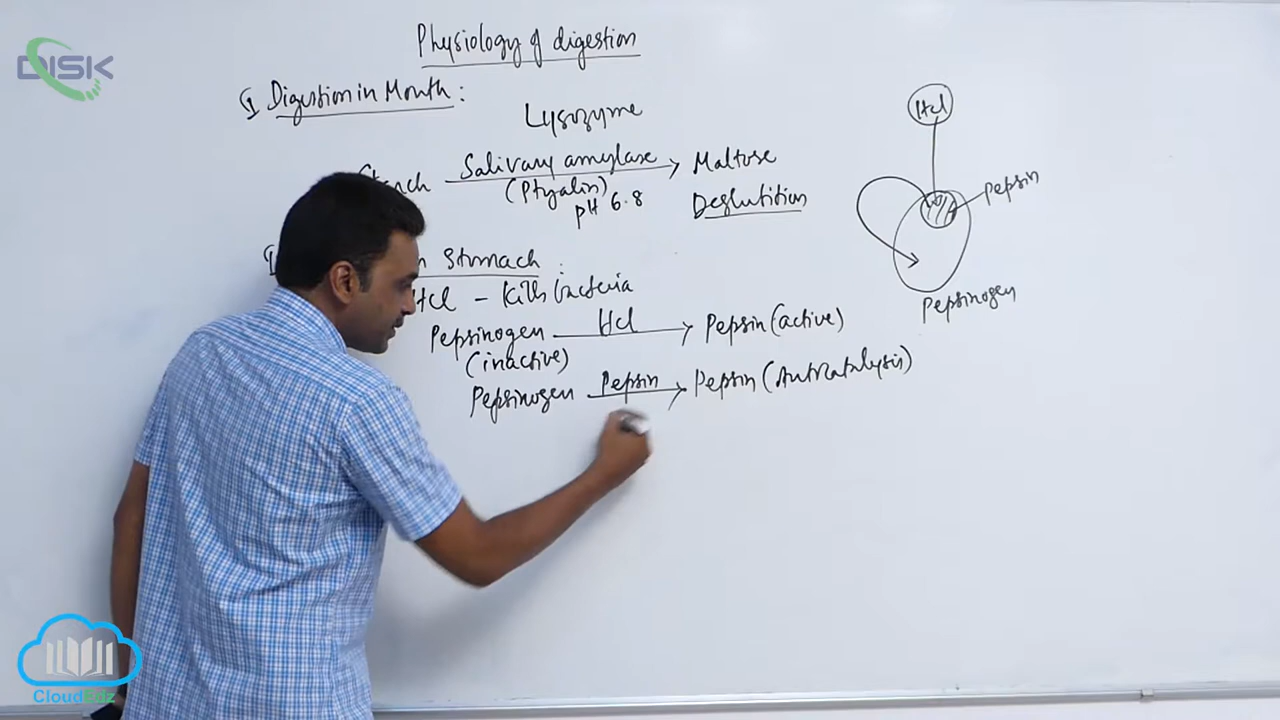 DISK
Physiology of digestion
I Digestion in Mouth :
Lysozyme
Starch Salivary amylase Maltose
(Ptyalin)
pH 6.8
Deglutition
I Stomach :
Hcl - Kills bacteria
Pepsinogen Hcl Pepsin (active)
(inactive)
Pepsinogen Pepsin Pepsin (Autocatalysis)
Hcl
Pepsin
Pepsinogen
CloudEdz